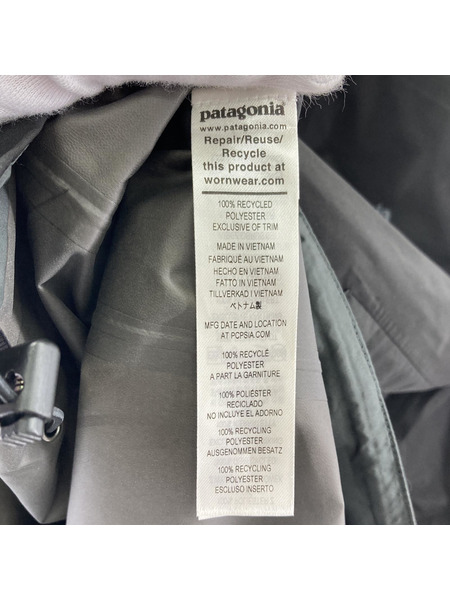 patagonia
www.patagonia.com
Repair/Reuse/
Recycle
this product at
wornwear.com
100% RECYCLED
POLYESTER
EXCLUSIVE OF TRIM
MADE IN VIETNAM
FABRIQUÉ AU VIETNAM
HECHO EN VIETNAM
FATTO IN VIETNAM
TILLVERKAD I VIETNAM
ベトナム製
MFG DATE AND LOCATION
AT PCPSIA.COM
100% RECYCLÉ
POLYESTER
A PART LA GARNITURE
100% POLIÉSTER
RECICLADO
NO INCLUYE EL ADORNO
100% RECYCLING
POLYESTER
AUSGENOMMEN BESATZ
100% RECYCLING
POLYESTER
ESCLUSO INSERTO